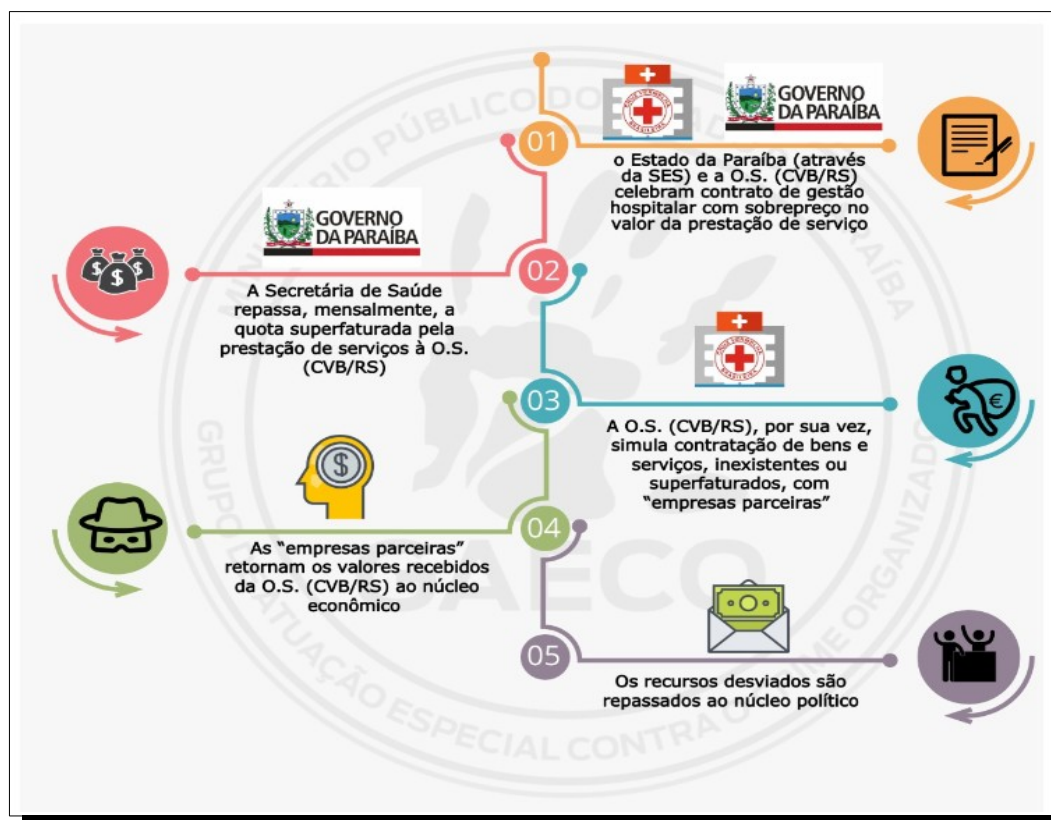 01
GOVERNO
DA PARAÍBA
o Estado da Paraíba (através
da SES) e a O.S. (CVB/RS)
celebram contrato de gestão
hospitalar com sobrepreço no
valor da prestação de serviço
GOVERNO
DA PARAÍBA
02
A Secretária de Saúde
repassa, mensalmente, a
quota superfaturada pela
prestação de serviços à O.S.
(CVB/RS)
03
A O.S. (CVB/RS), por sua vez,
simula contratação de bens e
serviços, inexistentes ou
superfaturados, com
“empresas parceiras”
04
As “empresas parceiras”
retornam os valores recebidos
da O.S. (CVB/RS) ao núcleo
econômico
05
Os recursos desviados são
repassados ao núcleo político
GAECO